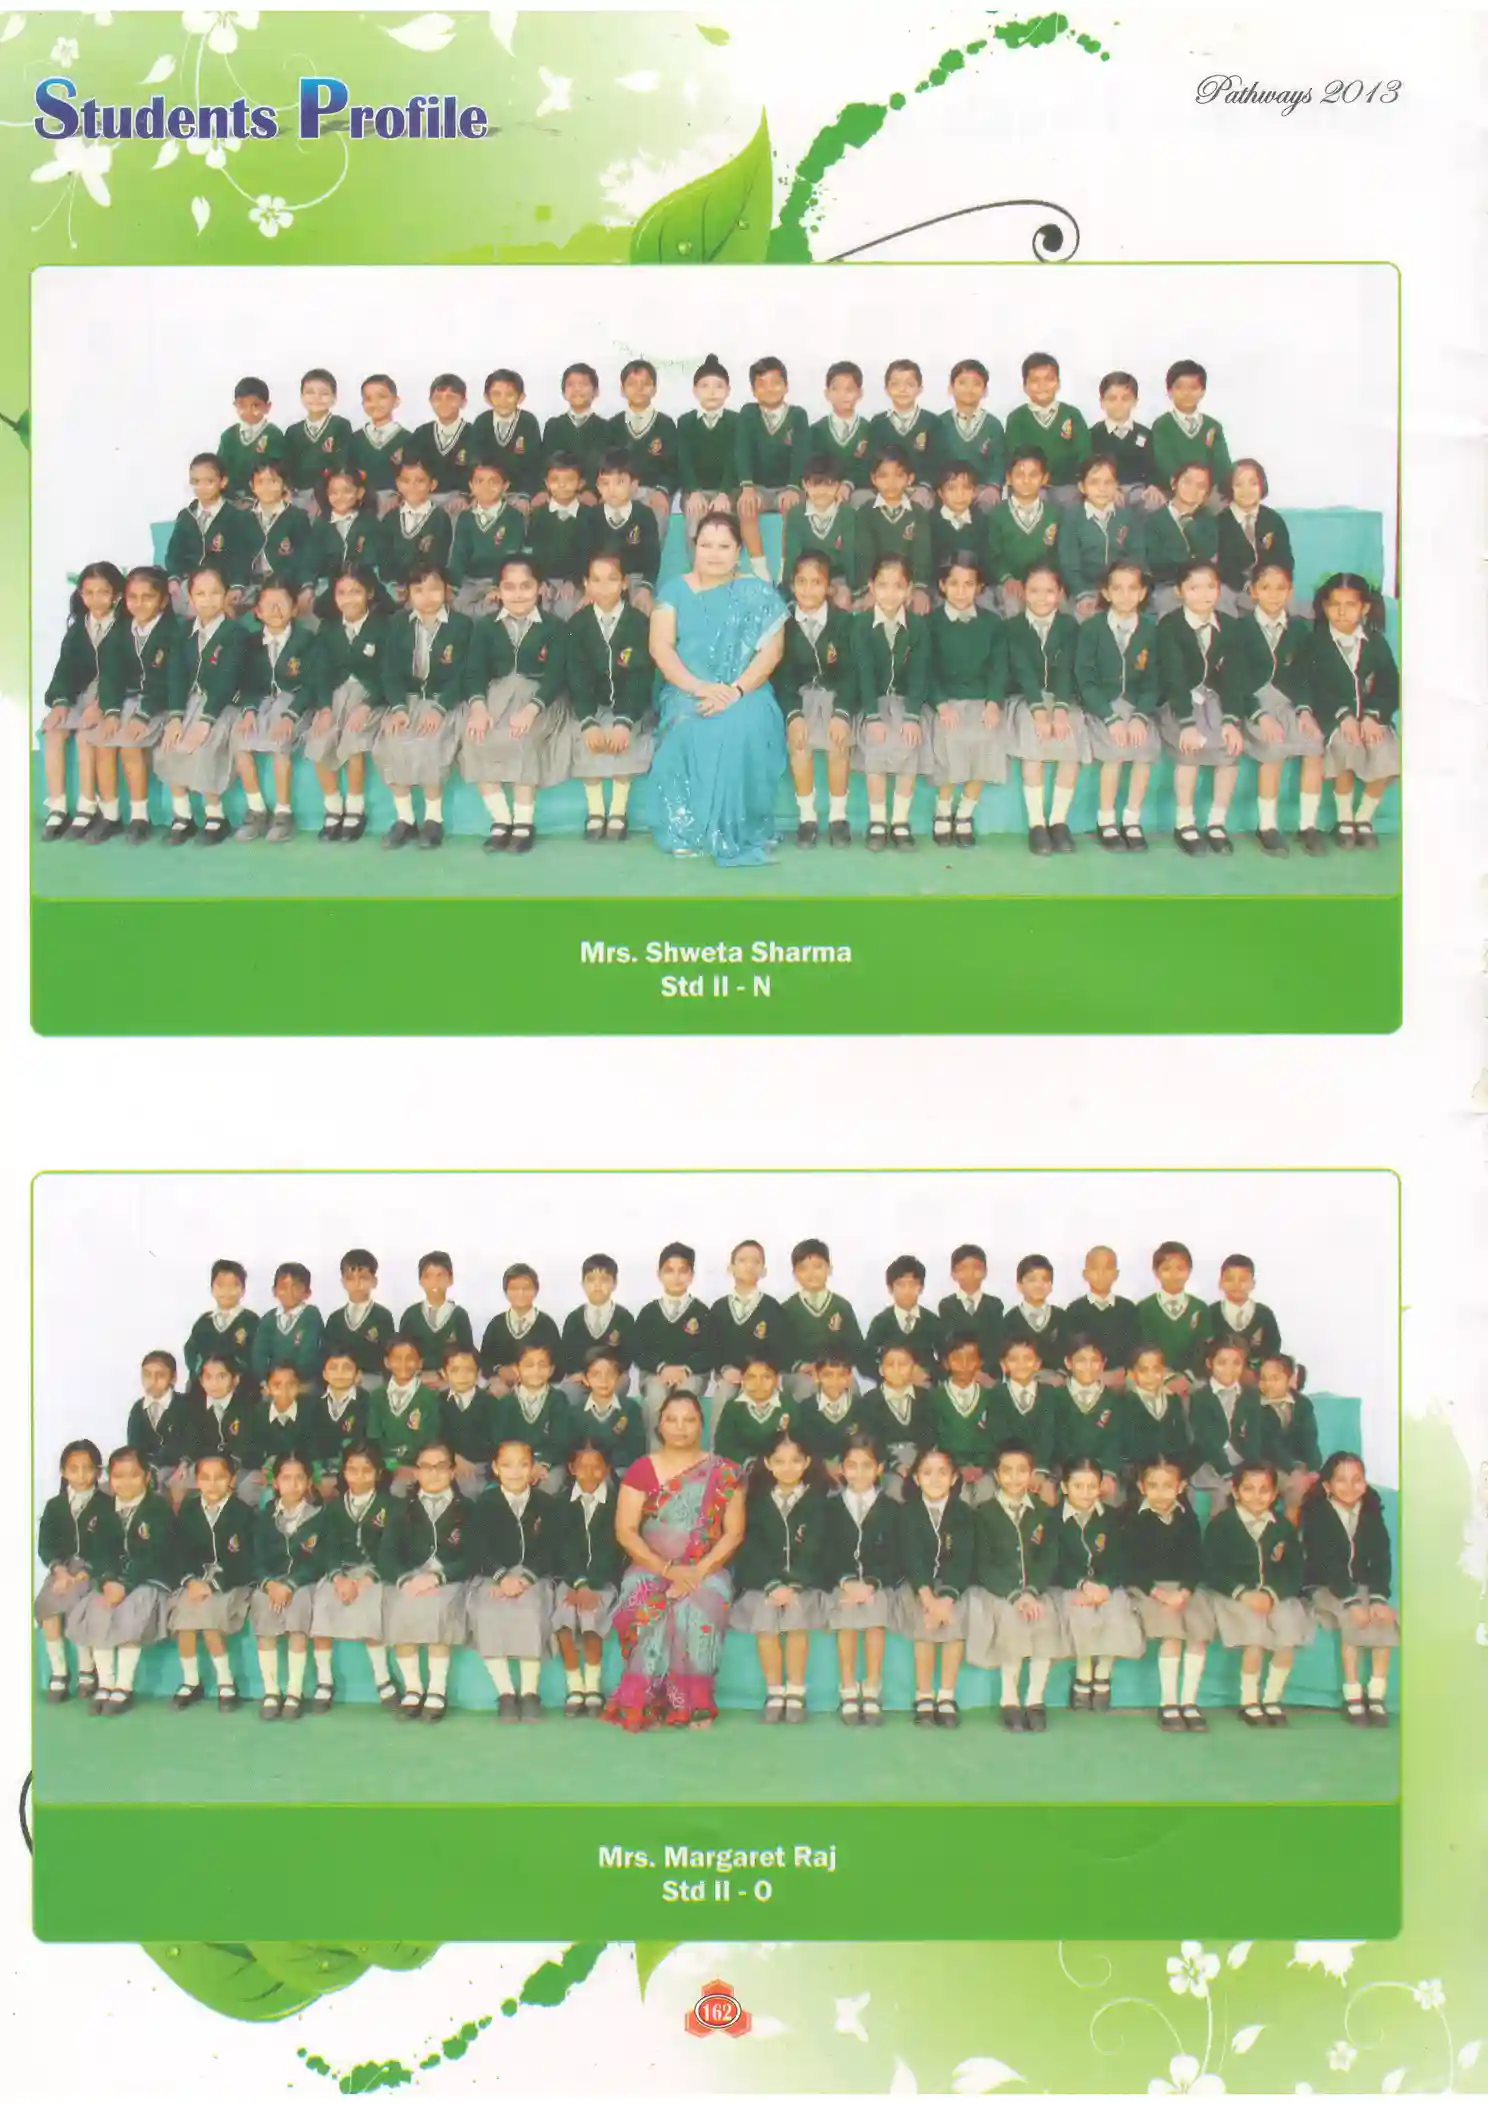 Students Profile
Pathways 2013
Mrs. Shweta Sharma
Std II - N
Mrs. Margaret Raj
Std II - O
162